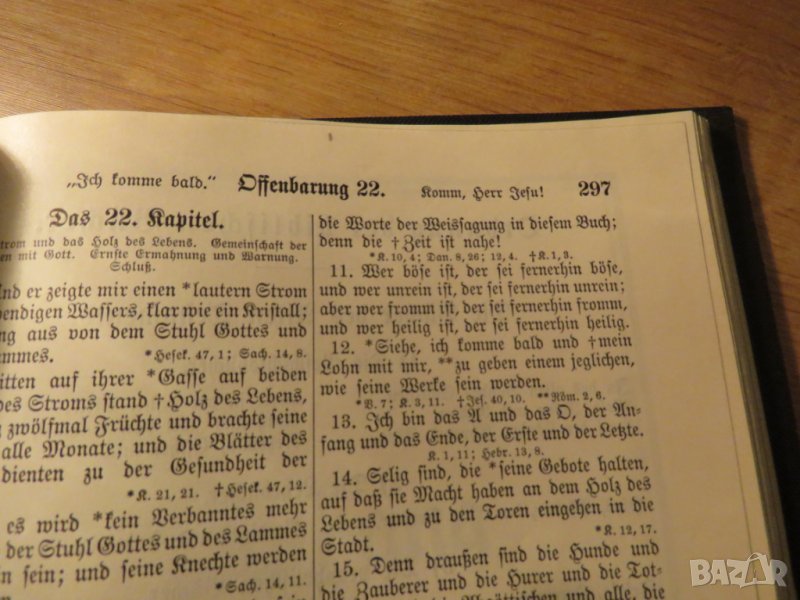 „Ich komme bald.“ Offenbarung 22. Komm, Herr Jesu! 297
Das 22. Kapitel.
Strom und das Holz des Lebens. Gemeinschaft der
mit Gott. Ernste Ermahnung und Warnung.
Schluß.
Und er zeigte mir einen *lautern Strom
Wassers, klar wie ein Kristall;
aus von dem Stuhl Gottes und
*Hesek. 47, 1; Sach. 14, 8.
auf ihrer *Gasse auf beiden
des Stroms stand †Holz des Lebens,
zwölfmal Früchte und brachte seine
alle Monate; und die Blätter des
dienten zu der Gesundheit der
*K. 21, 21. †Hesek. 47, 12.
es wird *kein Verbanntes mehr
der Stuhl Gottes und des Lammes
sein; und seine Knechte werden
*Sach. 14, 11.
die Worte der Weissagung in diesem Buch;
denn die †Zeit ist nahe!
*K. 10, 4; Dan. 8, 26; 12, 4. †K. 1, 3.
11. Wer böse ist, der sei fernerhin böse,
und wer unrein ist, der sei fernerhin unrein;
aber wer fromm ist, der sei fernerhin fromm,
und wer heilig ist, der sei fernerhin heilig.
12. *Siehe, ich komme bald und †mein
Lohn mit mir, **zu geben einem jeglichen,
wie seine Werke sein werden.
*V. 7; K. 3, 11. †Jes. 40, 10. **Röm. 2, 6.
13. Ich bin das A und das O, der An-
fang und das Ende, der Erste und der Letzte.
K. 1, 11; Hebr. 13, 8.
14. Selig sind, die *seine Gebote halten,
auf daß sie Macht haben an dem Holz des
Lebens und zu den Toren eingehen in die
Stadt.
*K. 12, 17.
15. Denn draußen sind die Hunde und
die Zauberer und die Hurer und die Tot-
und alle, die
BAZAR.bg